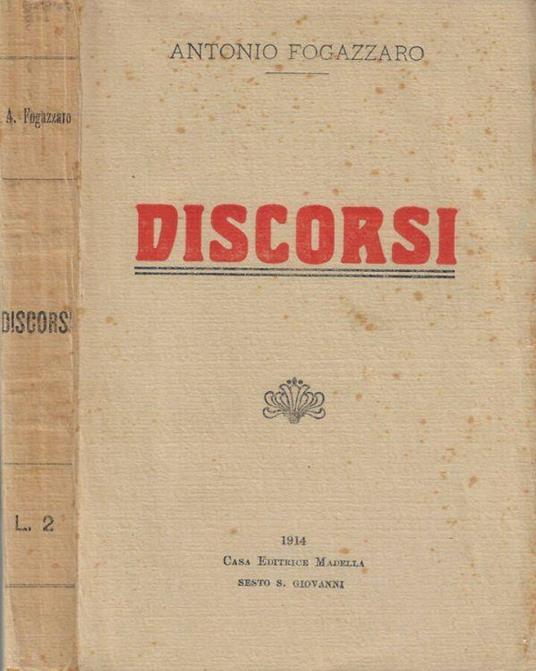 A. Fogazzaro
DISCORSI
L. 2
ANTONIO FOGAZZARO
DISCORSI
1914
CASA EDITRICE MADELLA
SESTO S. GIOVANNI